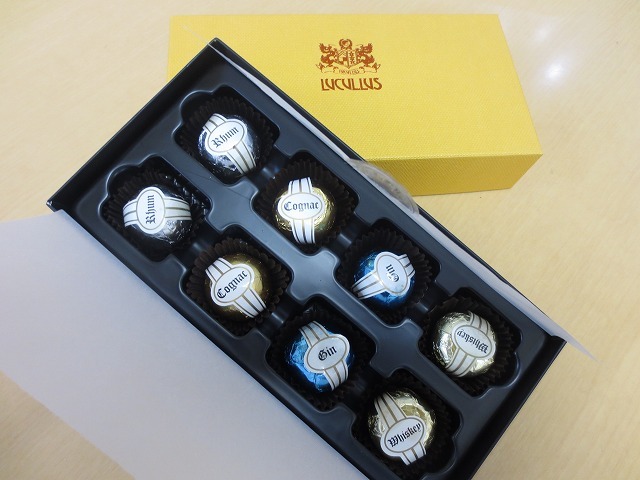 LUCULLUS
Rhum
Rhum
Cognac
Cognac
Gin
Gin
Whiskey
Whiskey